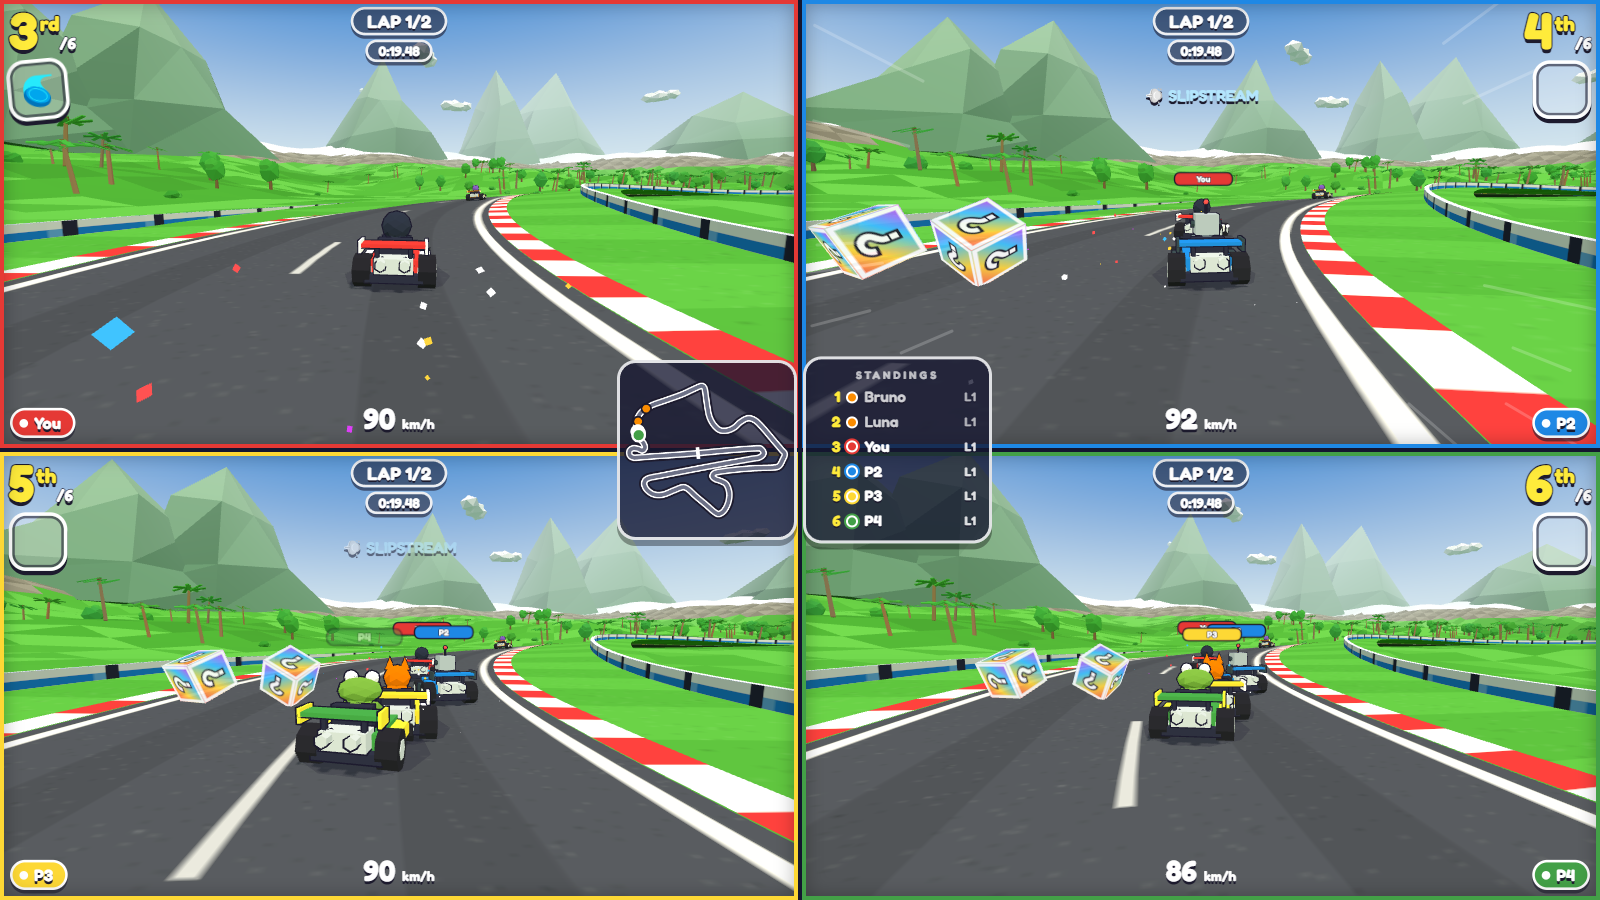 3rd
/6
LAP 1/2
0:19.48
You
90 km/h
LAP 1/2
0:19.48
4th
/6
SLIPSTREAM
You
?
?
?
?
92 km/h
P2
STANDINGS
1 Bruno L1
2 Luna L1
3 You L1
4 P2 L1
5 P3 L1
6 P4 L1
5th
/6
LAP 1/2
0:19.48
SLIPSTREAM
P4
P2
?
?
?
?
P3
90 km/h
LAP 1/2
0:19.48
6th
/6
P3
?
?
?
?
86 km/h
P4